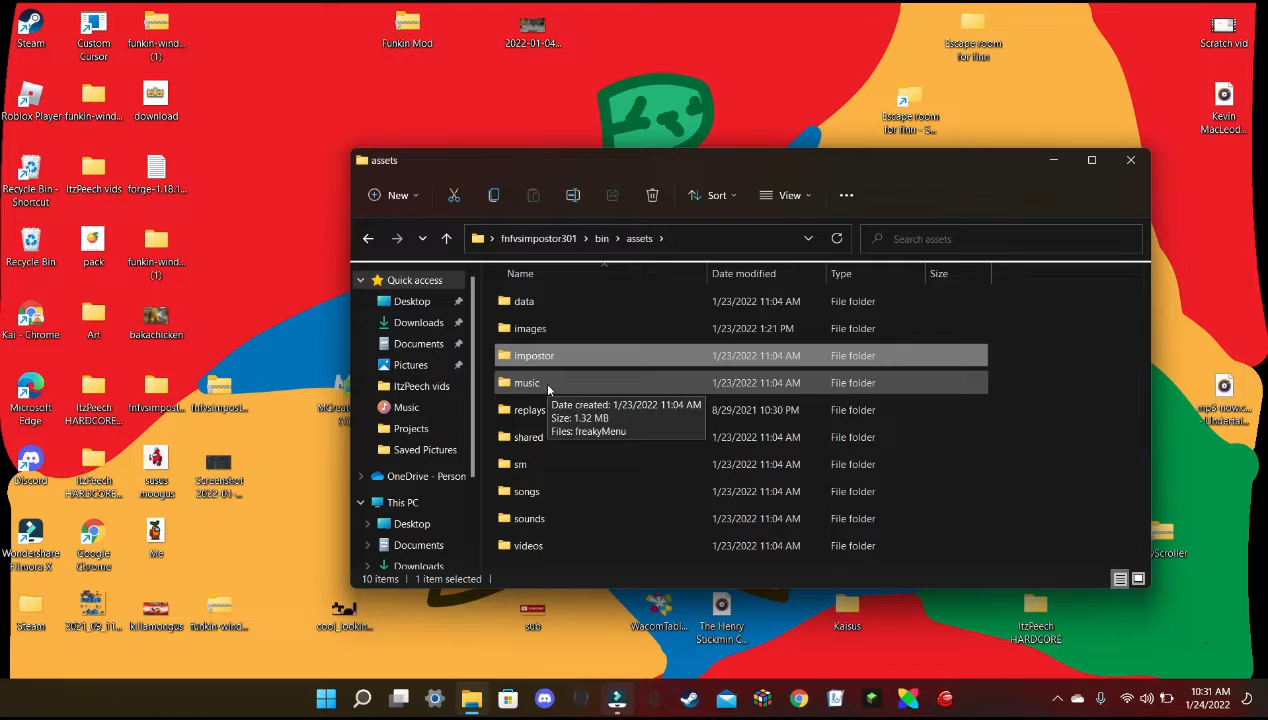 Steam
Custom
Cursor
funkin-wind...
(1)
Funkin Mod
2022-01-04...
Escape room
for finn
Scratch vid
Roblox Player
funkin-wind...
download
Escape room
for finn - S...
Kevin
MacLeod...
Recycle Bin -
Shortcut
ItzPeech vids
forge-1.18.1...
Recycle Bin
pack
funkin-wind...
(1)
Kai - Chrome
Art
bakachicken
Microsoft
Edge
ItzPeech
HARDCORE...
fnfvsimpost...
fnfvsimpost...
MCreat
mp3-now.c...
- Undertal...
Discord
ItzPeech
HARDCORE...
susus
moogus
Screenshot
2022-01-...
Wondershare
Filmora X
Google
Chrome
Me
yScroller
Steam
2021_09_11...
killamongus
funkin-wind...
cool_lookin...
sub
WacomTabl...
The Henry
Stickmin C...
Kaisus
ItzPeech
HARDCORE
assets
New
Sort
View
fnfvsimpostor301
bin
assets
Search assets
Quick access
Desktop
Downloads
Documents
Pictures
ItzPeech vids
Music
Projects
Saved Pictures
OneDrive - Person
This PC
Desktop
Documents
Downloads
Name Date modified Type Size
data 1/23/2022 11:04 AM File folder
images 1/23/2022 1:21 PM File folder
impostor 1/23/2022 11:04 AM File folder
music 1/23/2022 11:04 AM File folder
replays 8/29/2021 10:30 PM File folder
shared 1/23/2022 11:04 AM File folder
sm 1/23/2022 11:04 AM File folder
songs 1/23/2022 11:04 AM File folder
sounds 1/23/2022 11:04 AM File folder
videos 1/23/2022 11:04 AM File folder
Date created: 1/23/2022 11:04 AM
Size: 1.32 MB
Files: freakyMenu
10 items
1 item selected
10:31 AM
1/24/2022